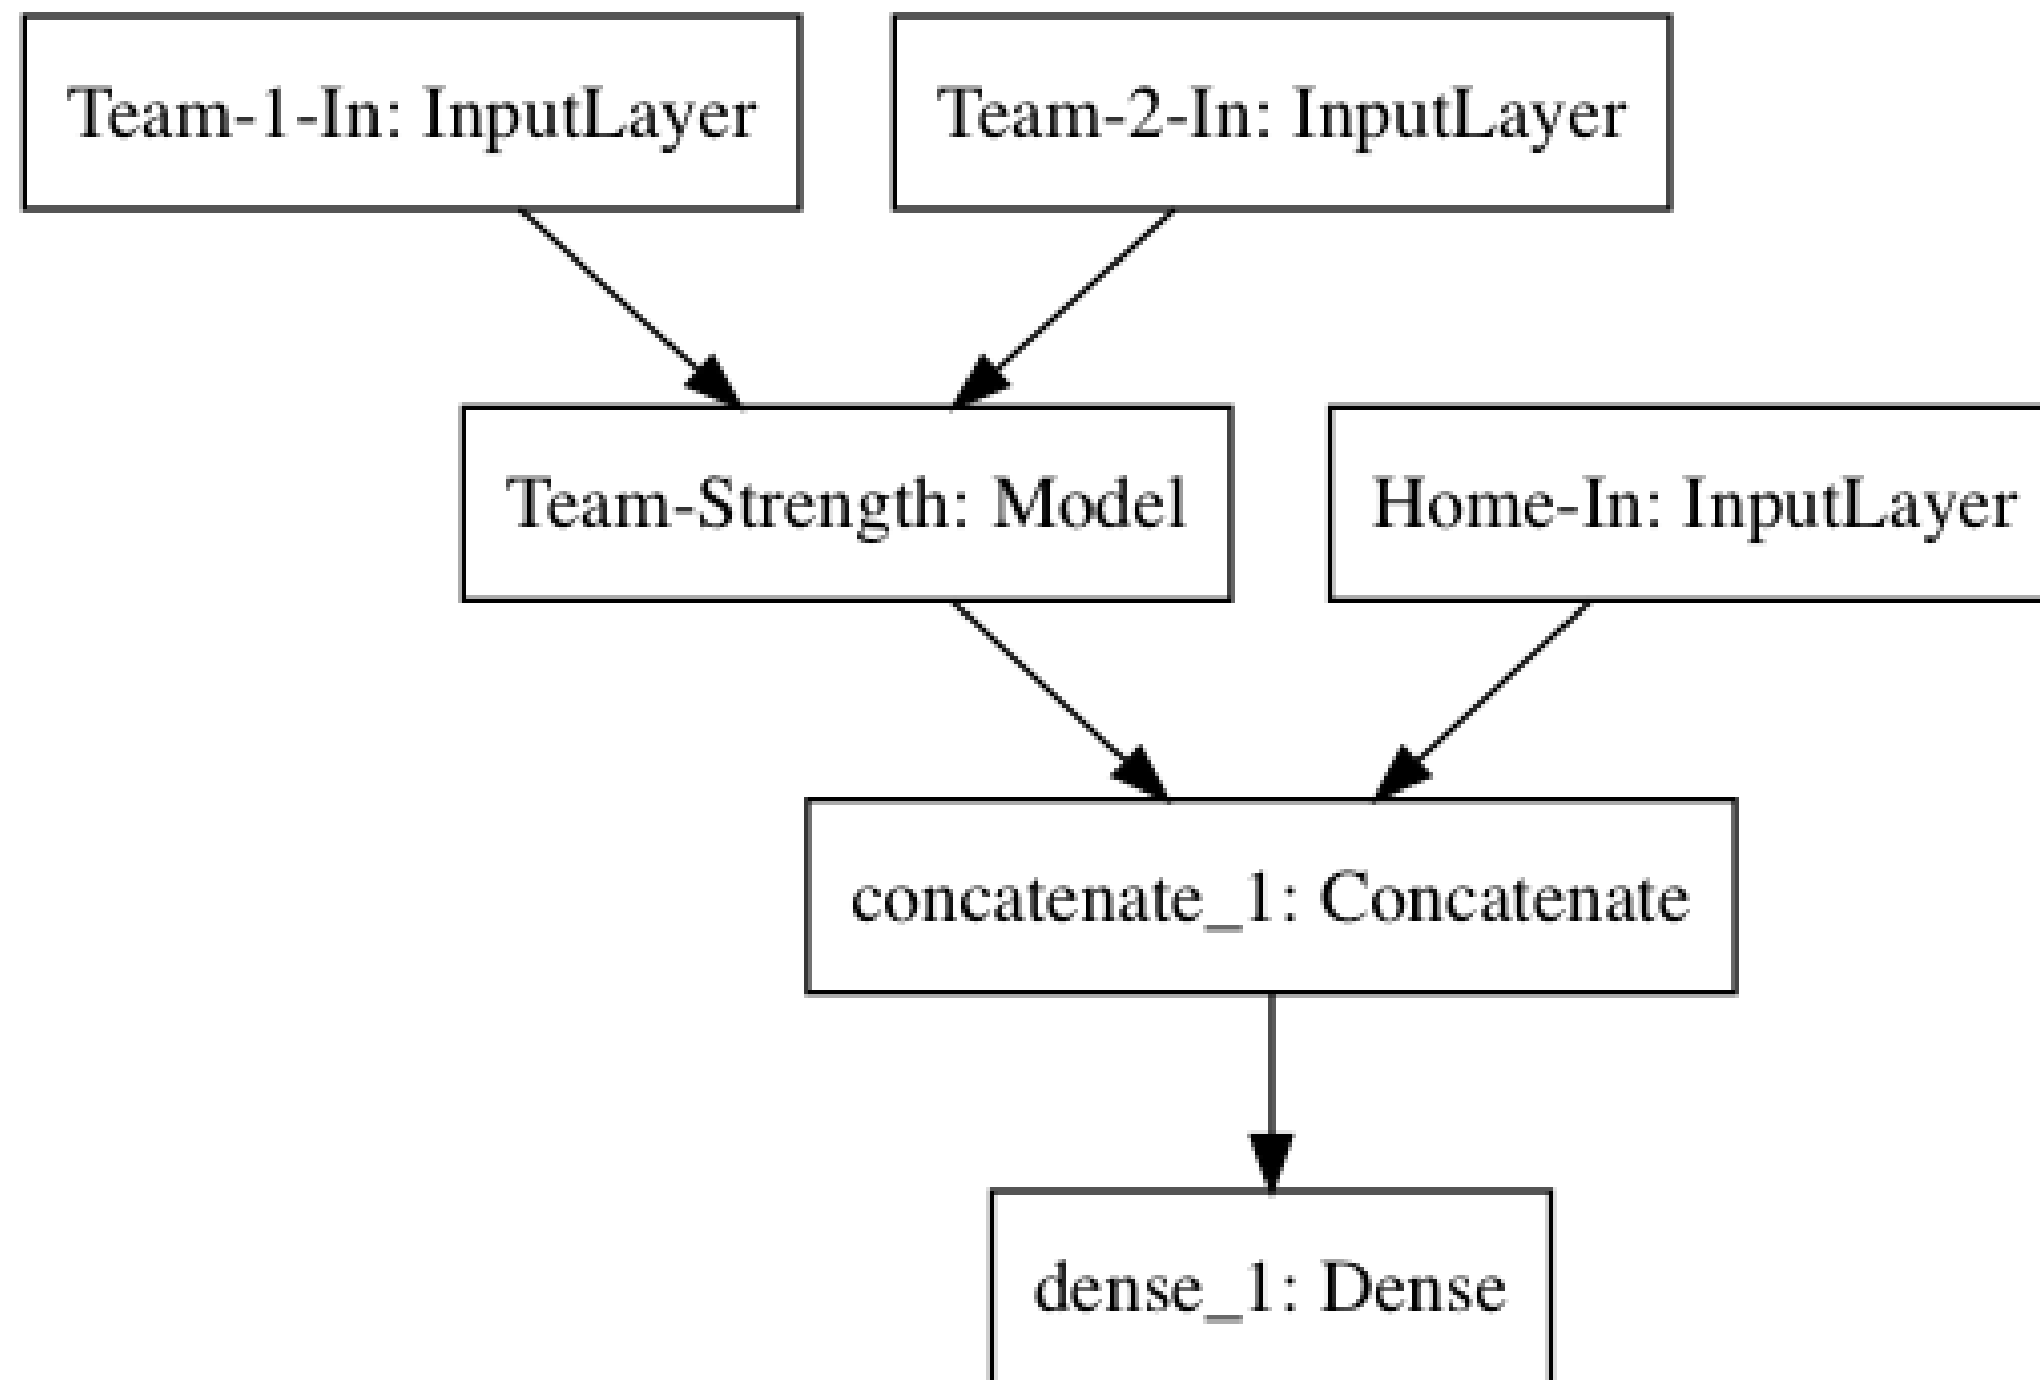 Team-1-In: InputLayer
Team-2-In: InputLayer
Team-Strength: Model
Home-In: InputLayer
concatenate_1: Concatenate
dense_1: Dense